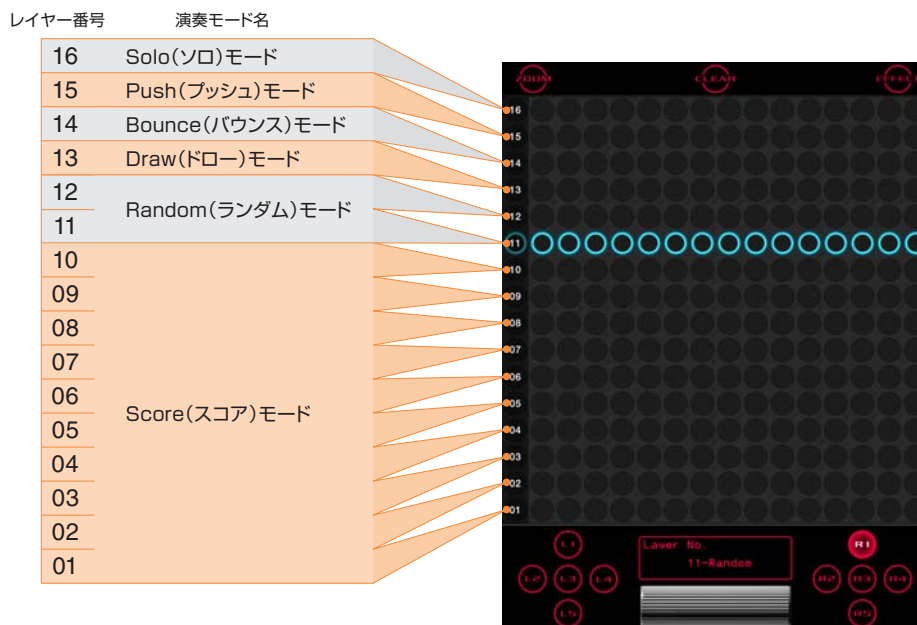 レイヤー番号 演奏モード名
16 Solo(ソロ)モード
15 Push(プッシュ)モード
14 Bounce(バウンス)モード
13 Draw(ドロー)モード
12
Random(ランダム)モード
11
10
09
08
07
06
Score(スコア)モード
05
04
03
02
01
ZOOM CLEAR EFFECT
16
15
14
13
12
11
10
09
08
07
06
05
04
03
02
01
L1 Layer No. R1
11-Random
L2 L3 L4 R2 R3 R4
L5 R5